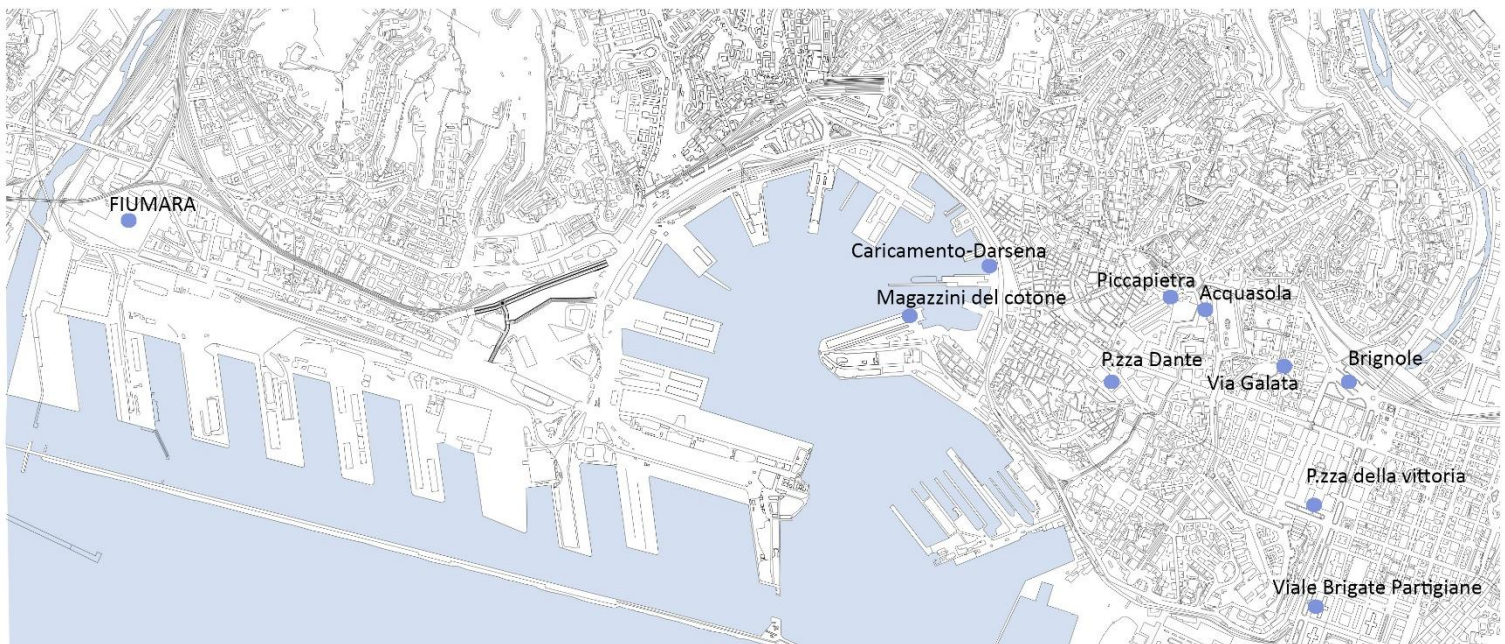 FIUMARA
Caricamento-Darsena
Magazzini del cotone
Piccapietra
Acquasola
P.zza Dante
Via Galata
Brignole
P.zza della vittoria
Viale Brigate Partigiane